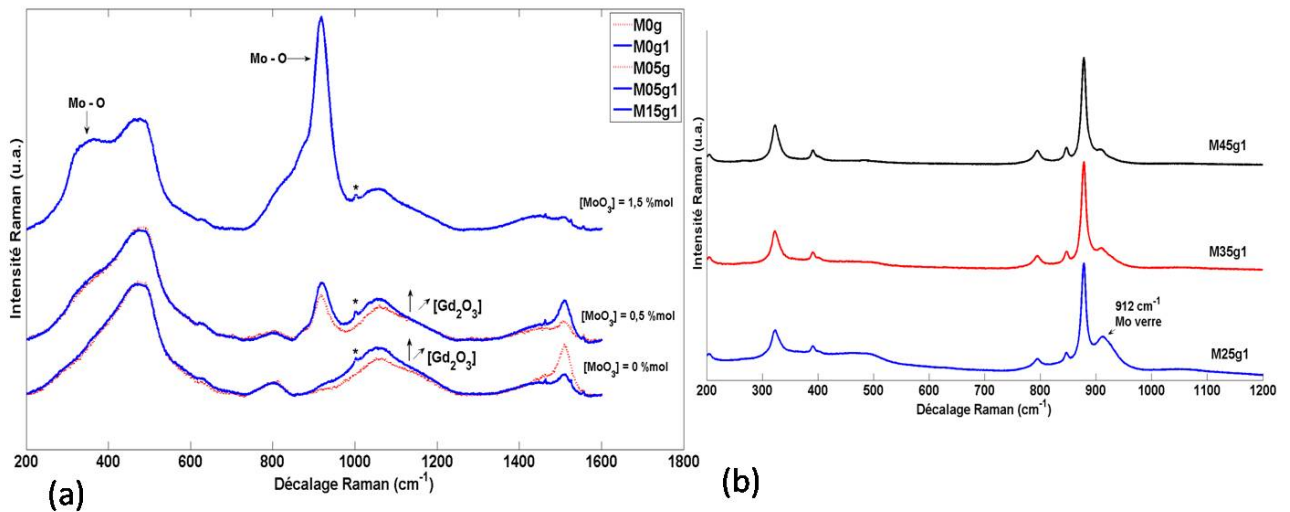 M0g
M0g1
M05g
M05g1
M15g1
Mo - O
Mo - O
*
[MoO3] = 1,5 %mol
*
[Gd2O3]
[MoO3] = 0,5 %mol
*
[Gd2O3]
[MoO3] = 0 %mol
Intensité Raman (u.a.)
200 400 600 800 1000 1200 1400 1600 1800
Décalage Raman (cm-1)
(a)
M45g1
M35g1
912 cm-1
Mo verre
M25g1
Intensité Raman (u.a.)
200 300 400 500 600 700 800 900 1000 1100 1200
Décalage Raman (cm-1)
(b)